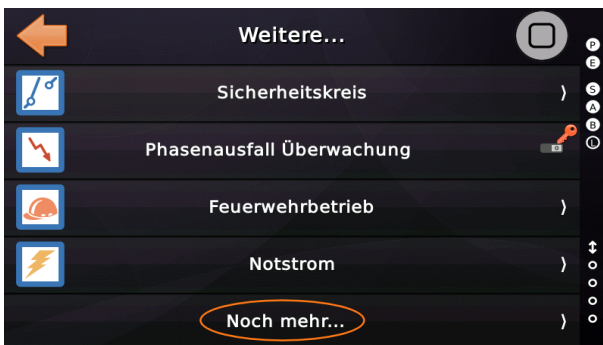 Weitere...
Sicherheitskreis
Phasenausfall Überwachung
Feuerwehrbetrieb
Notstrom
Noch mehr...
P
E
S
A
B
L